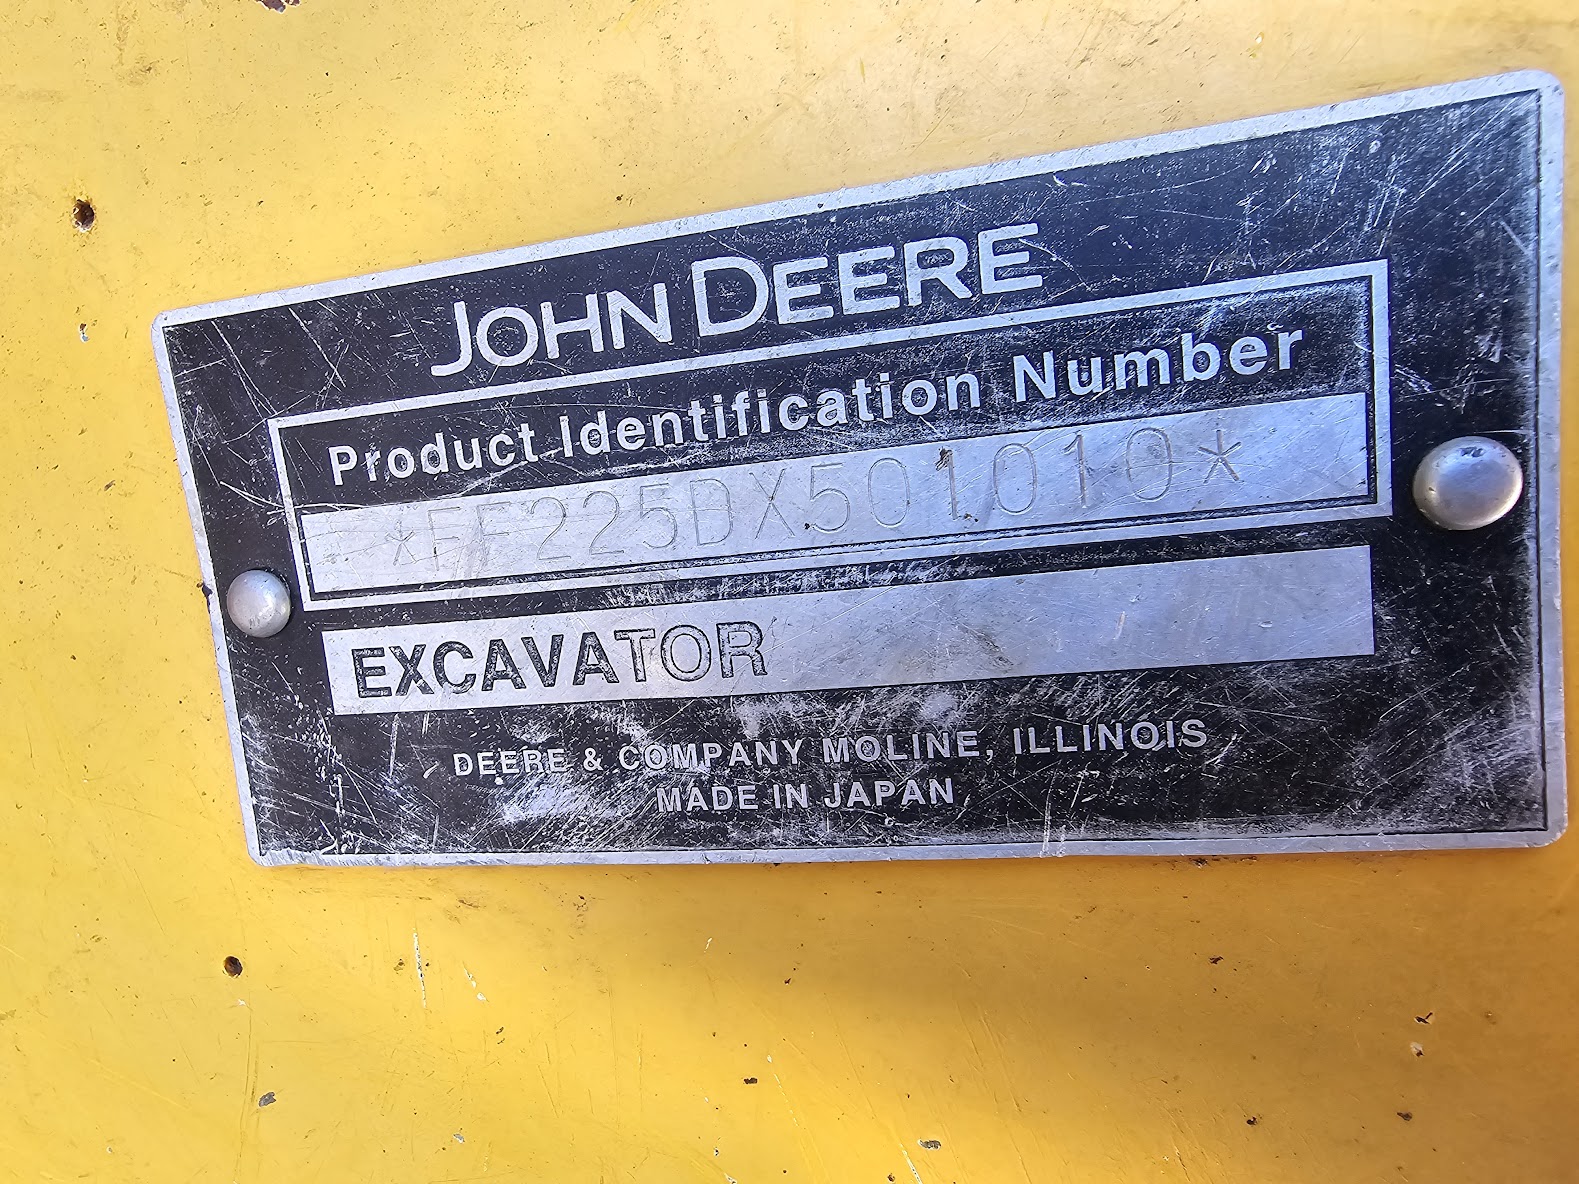 JOHN DEERE
Product Identification Number
*FF225DX501010*
EXCAVATOR
DEERE & COMPANY MOLINE, ILLINOIS
MADE IN JAPAN